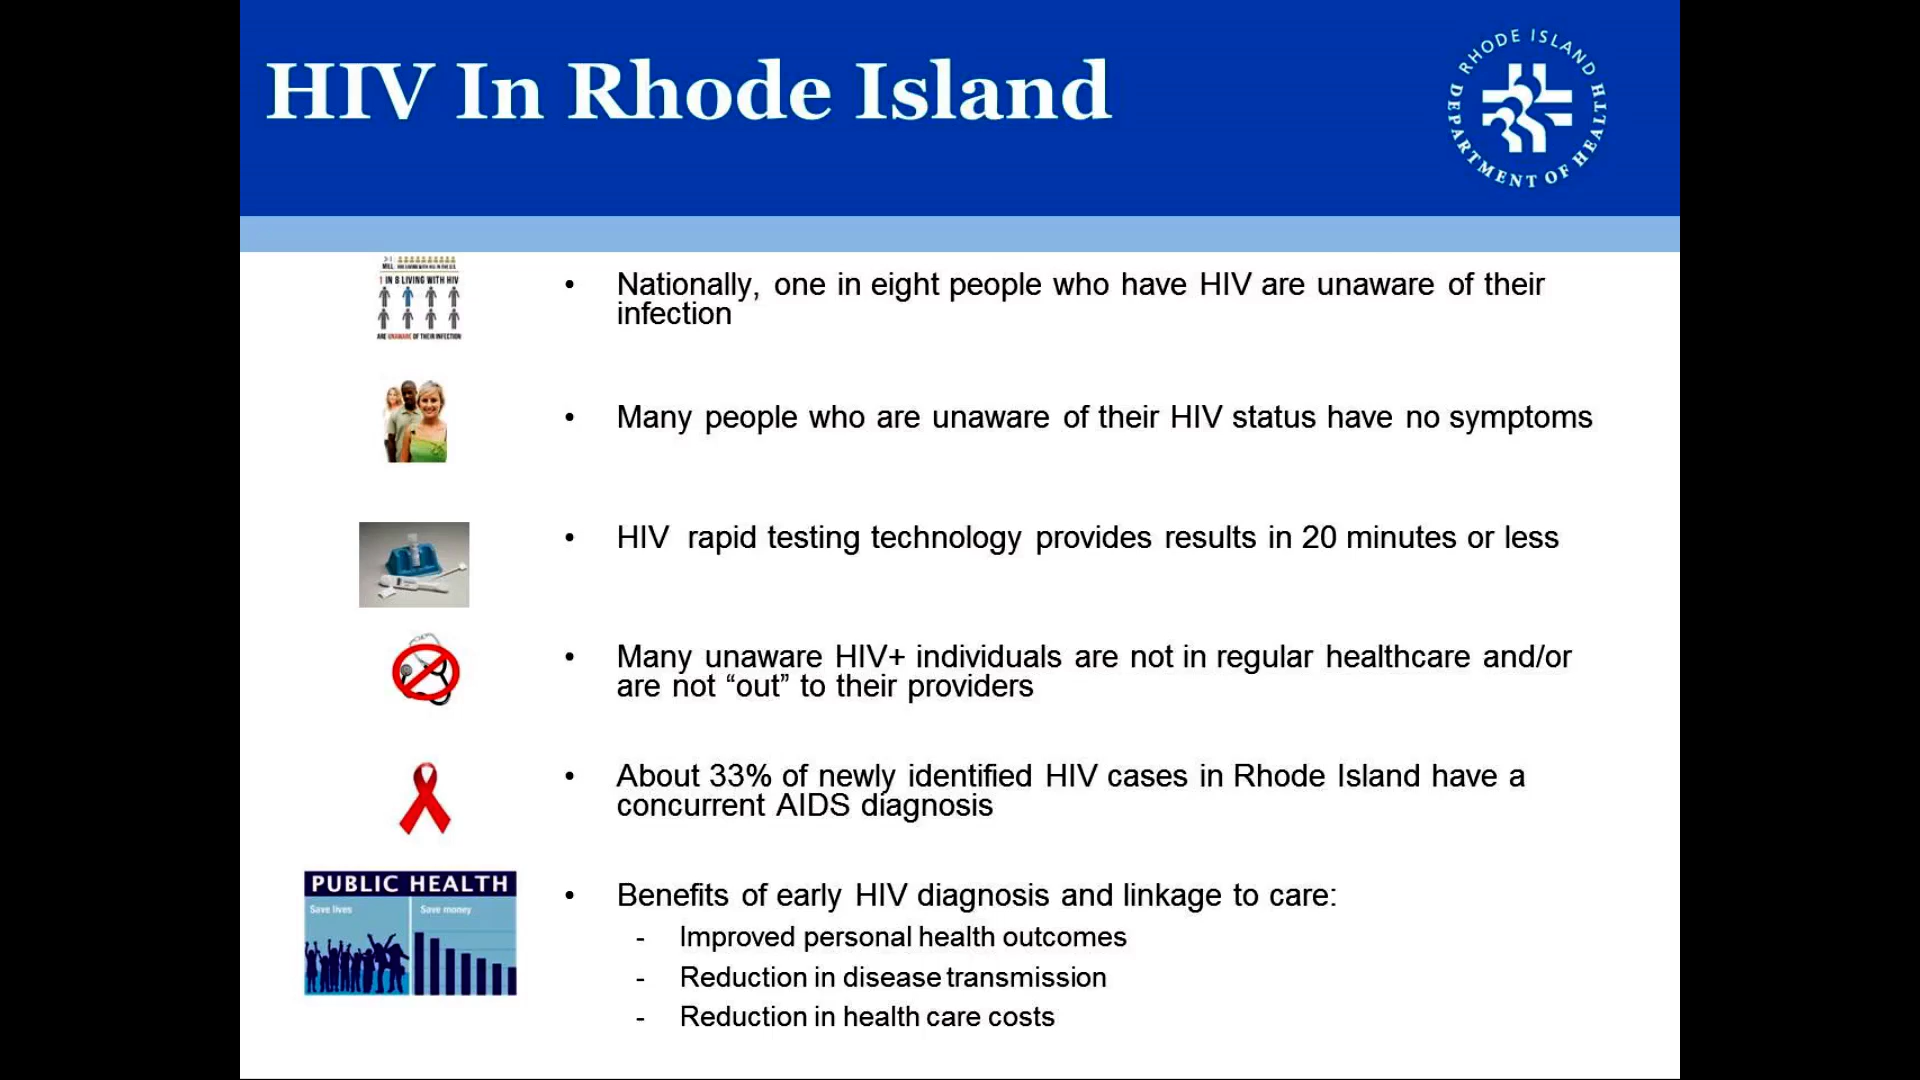 HIV In Rhode Island
RHODE ISLAND
DEPARTMENT OF HEALTH
1 IN 8 LIVING WITH HIV
ARE UNAWARE OF THEIR INFECTION
• Nationally, one in eight people who have HIV are unaware of their
infection
• Many people who are unaware of their HIV status have no symptoms
• HIV rapid testing technology provides results in 20 minutes or less
• Many unaware HIV+ individuals are not in regular healthcare and/or
are not “out” to their providers
• About 33% of newly identified HIV cases in Rhode Island have a
concurrent AIDS diagnosis
PUBLIC HEALTH
Save lives Save money
• Benefits of early HIV diagnosis and linkage to care:
- Improved personal health outcomes
- Reduction in disease transmission
- Reduction in health care costs